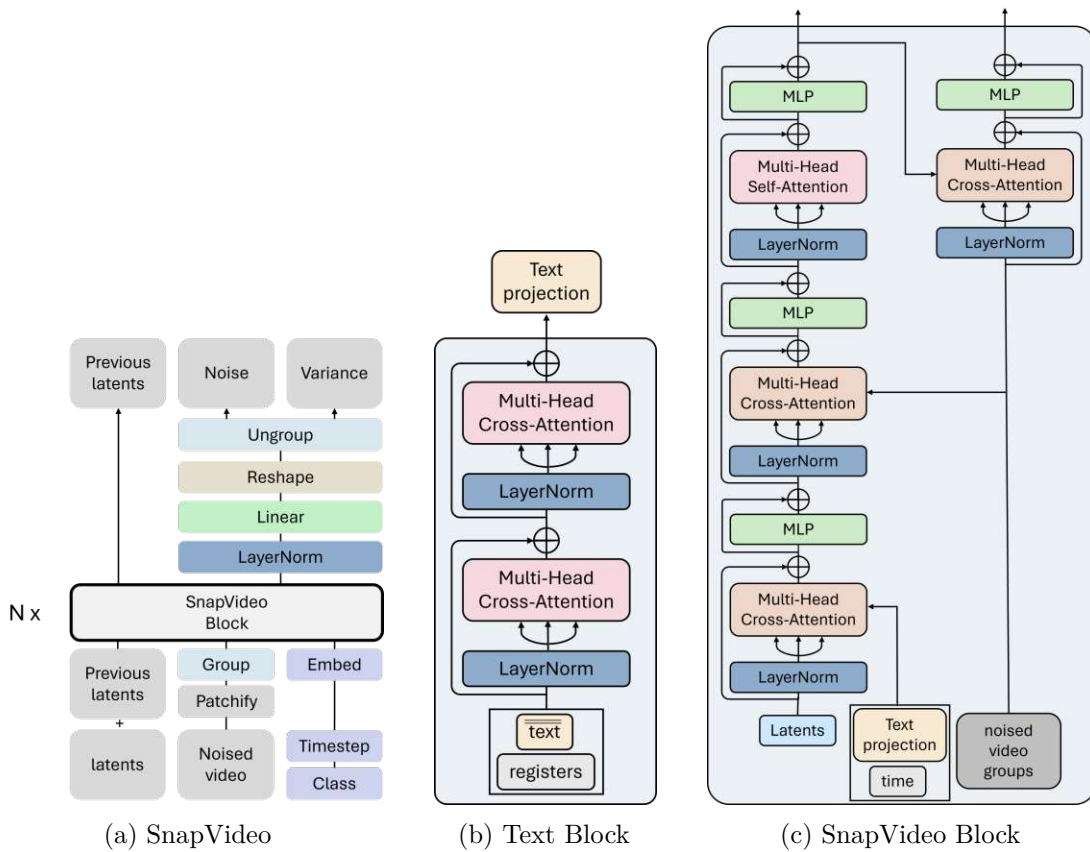 Previous
latents
Noise
Variance
Ungroup
Reshape
Linear
LayerNorm
N x
SnapVideo
Block
Previous
latents
+
latents
Group
Patchify
Noised
video
Embed
Timestep
Class
(a) SnapVideo
Text
projection
Multi-Head
Cross-Attention
LayerNorm
Multi-Head
Cross-Attention
LayerNorm
text
registers
(b) Text Block
MLP
Multi-Head
Self-Attention
LayerNorm
MLP
Multi-Head
Cross-Attention
LayerNorm
MLP
Multi-Head
Cross-Attention
LayerNorm
Latents
MLP
Multi-Head
Cross-Attention
LayerNorm
Text
projection
time
noised
video
groups
(c) SnapVideo Block